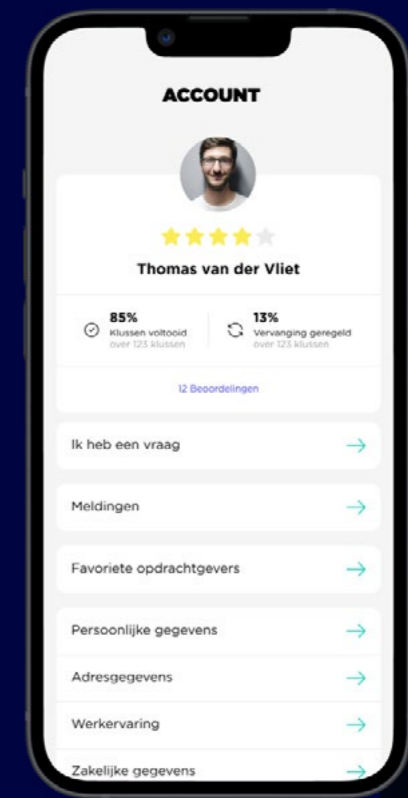 ACCOUNT
Thomas van der Vliet
85%
Klussen voltooid
over 123 klussen
13%
Vervanging geregeld
over 123 klussen
12 Beoordelingen
Ik heb een vraag
Meldingen
Favoriete opdrachtgevers
Persoonlijke gegevens
Adresgegevens
Werkervaring
Zakelijke gegevens